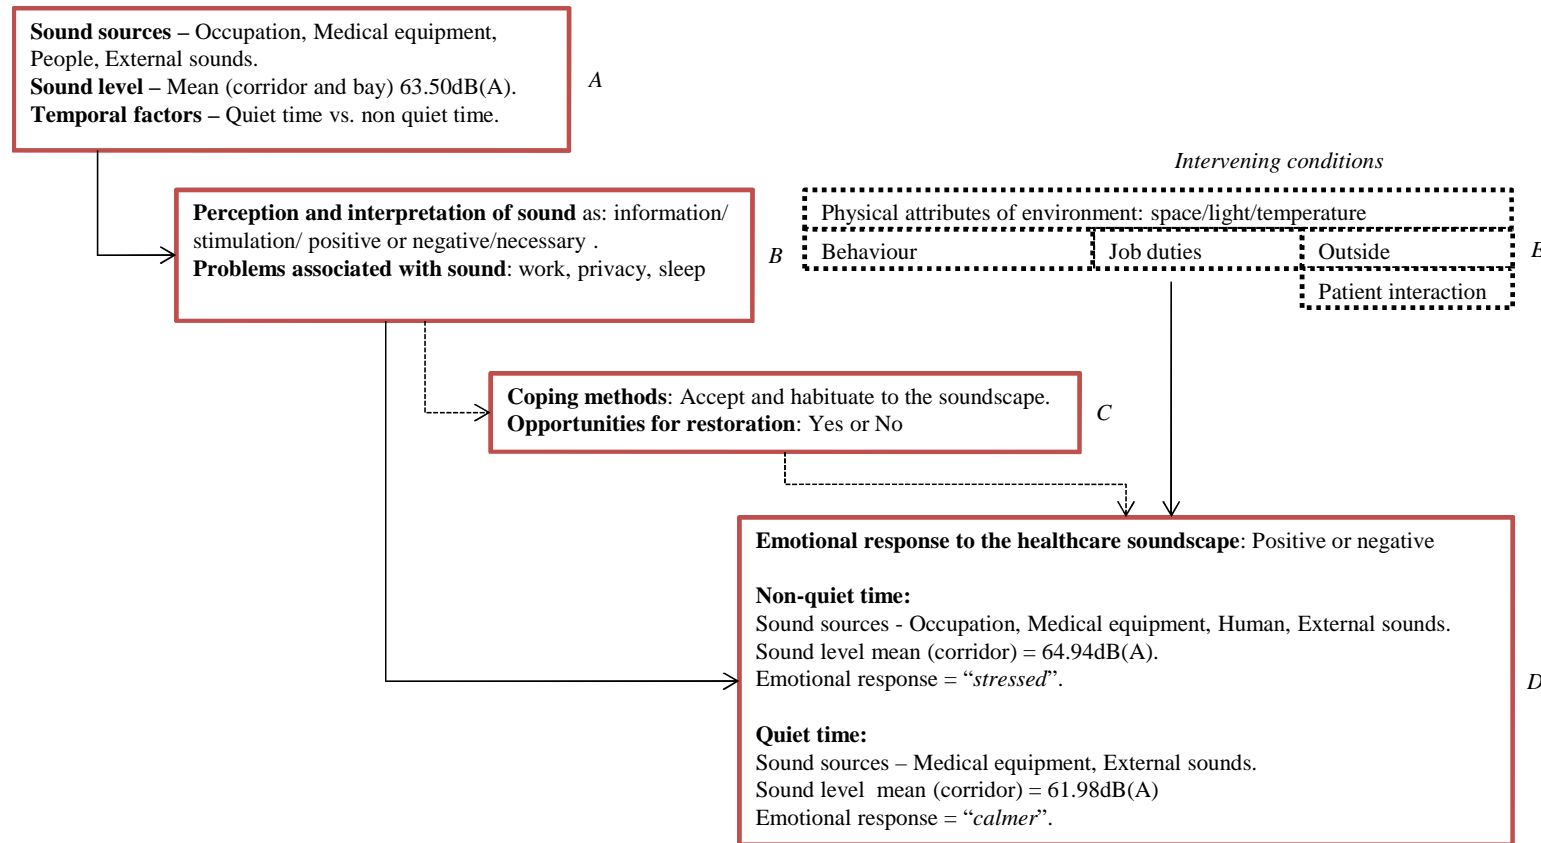 Sound sources – Occupation, Medical equipment,
People, External sounds.
Sound level – Mean (corridor and bay) 63.50dB(A).
Temporal factors – Quiet time vs. non quiet time.
A
Perception and interpretation of sound as: information/
stimulation/ positive or negative/necessary .
Problems associated with sound: work, privacy, sleep
B
Intervening conditions
Physical attributes of environment: space/light/temperature
Behaviour
Job duties
Outside
Patient interaction
E
Coping methods: Accept and habituate to the soundscape.
Opportunities for restoration: Yes or No
C
Emotional response to the healthcare soundscape: Positive or negative
Non-quiet time:
Sound sources - Occupation, Medical equipment, Human, External sounds.
Sound level mean (corridor) = 64.94dB(A).
Emotional response = “stressed”.
Quiet time:
Sound sources – Medical equipment, External sounds.
Sound level  mean (corridor) = 61.98dB(A)
Emotional response = “calmer”.
D